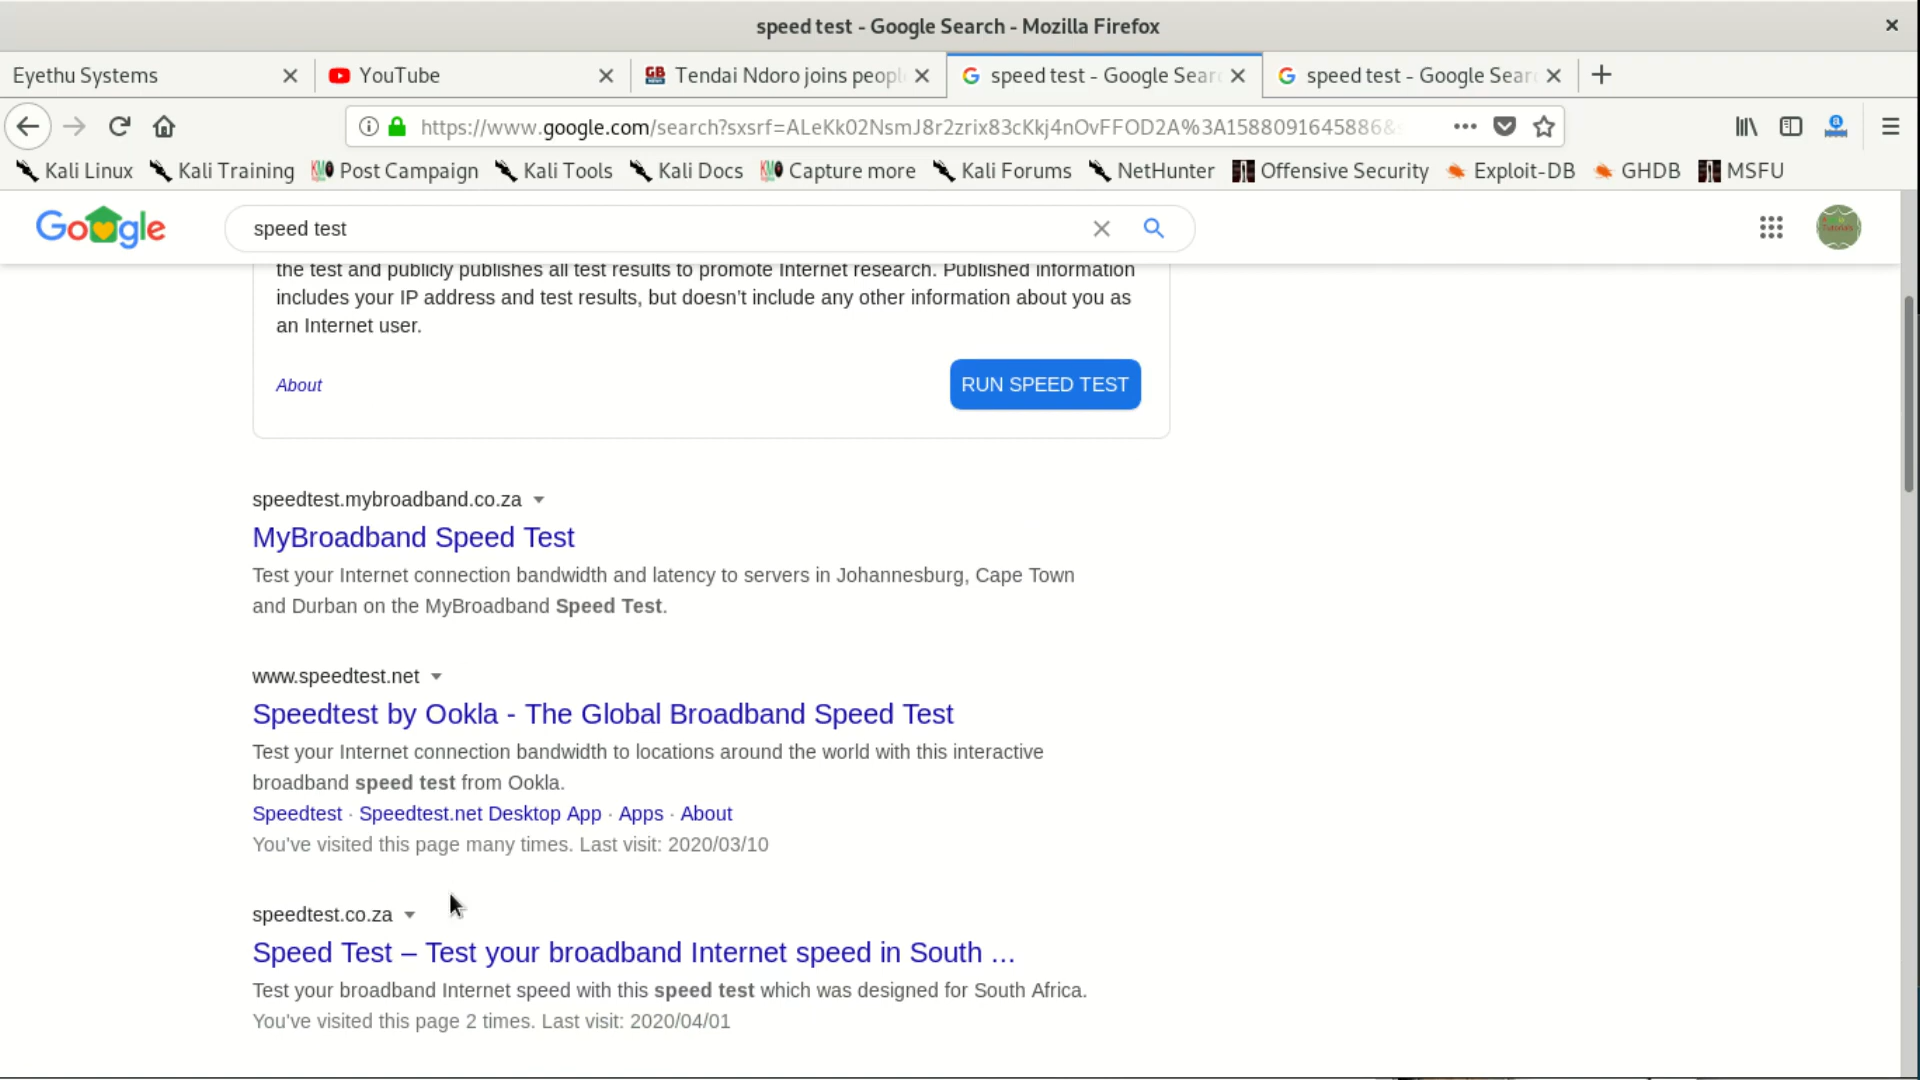 speed test - Google Search - Mozilla Firefox
Eyethu Systems
YouTube
Tendai Ndoro joins peopl
speed test - Google Sear
speed test - Google Sear
https://www.google.com/search?sxsrf=ALeKk02NsmJ8r2zrix83cKkj4nOvFFOD2A%3A1588091645886&
Kali Linux
Kali Training
Post Campaign
Kali Tools
Kali Docs
Capture more
Kali Forums
NetHunter
Offensive Security
Exploit-DB
GHDB
MSFU
Google
speed test
the test and publicly publishes all test results to promote Internet research. Published information
includes your IP address and test results, but doesn't include any other information about you as
an Internet user.
About
RUN SPEED TEST
speedtest.mybroadband.co.za
MyBroadband Speed Test
Test your Internet connection bandwidth and latency to servers in Johannesburg, Cape Town
and Durban on the MyBroadband Speed Test.
www.speedtest.net
Speedtest by Ookla - The Global Broadband Speed Test
Test your Internet connection bandwidth to locations around the world with this interactive
broadband speed test from Ookla.
Speedtest · Speedtest.net Desktop App · Apps · About
You've visited this page many times. Last visit: 2020/03/10
speedtest.co.za
Speed Test – Test your broadband Internet speed in South ...
Test your broadband Internet speed with this speed test which was designed for South Africa.
You've visited this page 2 times. Last visit: 2020/04/01